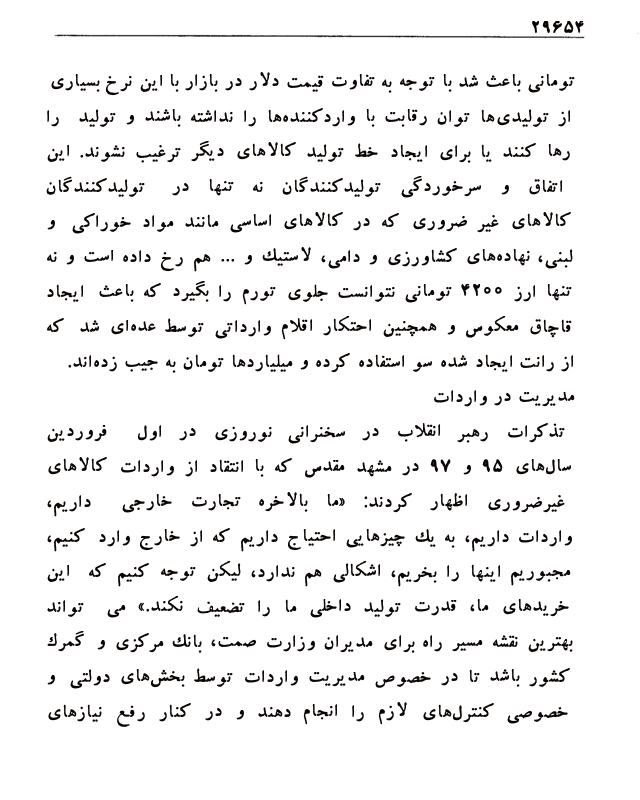 ۲۹۶۵۴
تومانی باعث شد با توجه به تفاوت قیمت دلار در بازار با این نرخ بسیاری
از تولیدی‌ها توان رقابت با واردکننده‌ها را نداشته باشند و تولید را
رها کنند یا برای ایجاد خط تولید کالاهای دیگر ترغیب نشوند. این
اتفاق و سرخوردگی تولیدکنندگان نه تنها در تولیدکنندگان
کالاهای غیر ضروری که در کالاهای اساسی مانند مواد خوراکی و
لبنی، نهاده‌های کشاورزی و دامی، لاستیك و ... هم رخ داده است و نه
تنها ارز ۴۲۰۰ تومانی نتوانست جلوی تورم را بگیرد که باعث ایجاد
قاچاق معکوس و همچنین احتکار اقلام وارداتی توسط عده‌ای شد که
از رانت ایجاد شده سو استفاده کرده و میلیاردها تومان به جیب زده‌اند.
مدیریت در واردات
تذکرات رهبر انقلاب در سخنرانی نوروزی در اول فروردین
سال‌های ۹۵ و ۹۷ در مشهد مقدس که با انتقاد از واردات کالاهای
غیرضروری اظهار کردند: «ما بالاخره تجارت خارجی داریم،
واردات داریم، به یك چیزهایی احتیاج داریم که از خارج وارد کنیم،
مجبوریم اینها را بخریم، اشکالی هم ندارد، لیکن توجه کنیم که این
خریدهای ما، قدرت تولید داخلی ما را تضعیف نکند.» می تواند
بهترین نقشه مسیر راه برای مدیران وزارت صمت، بانك مرکزی و گمرك
کشور باشد تا در خصوص مدیریت واردات توسط بخش‌های دولتی و
خصوصی کنترل‌های لازم را انجام دهند و در کنار رفع نیازهای